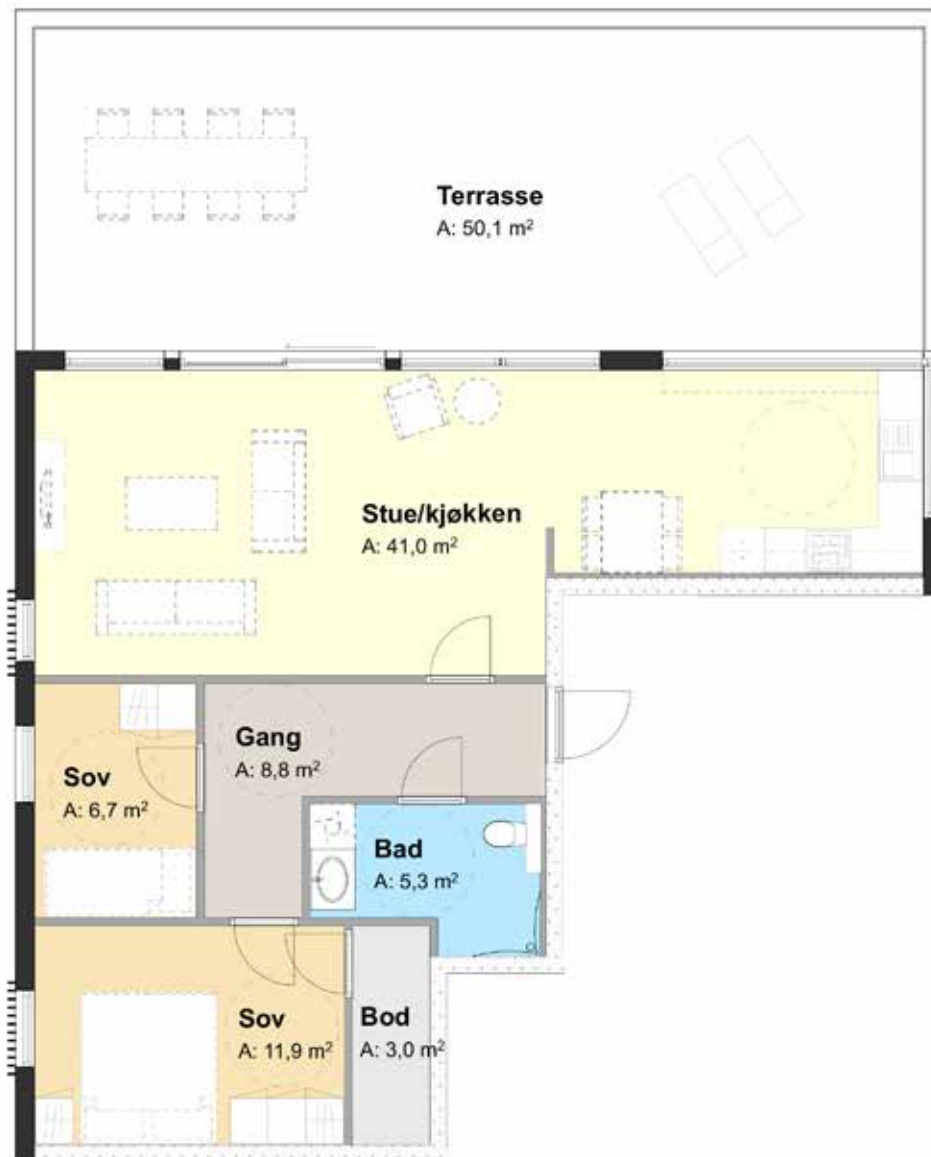 Terrasse
A: 50,1 m²
Stue/kjøkken
A: 41,0 m²
Gang
A: 8,8 m²
Sov
A: 6,7 m²
Bad
A: 5,3 m²
Sov
A: 11,9 m²
Bod
A: 3,0 m²